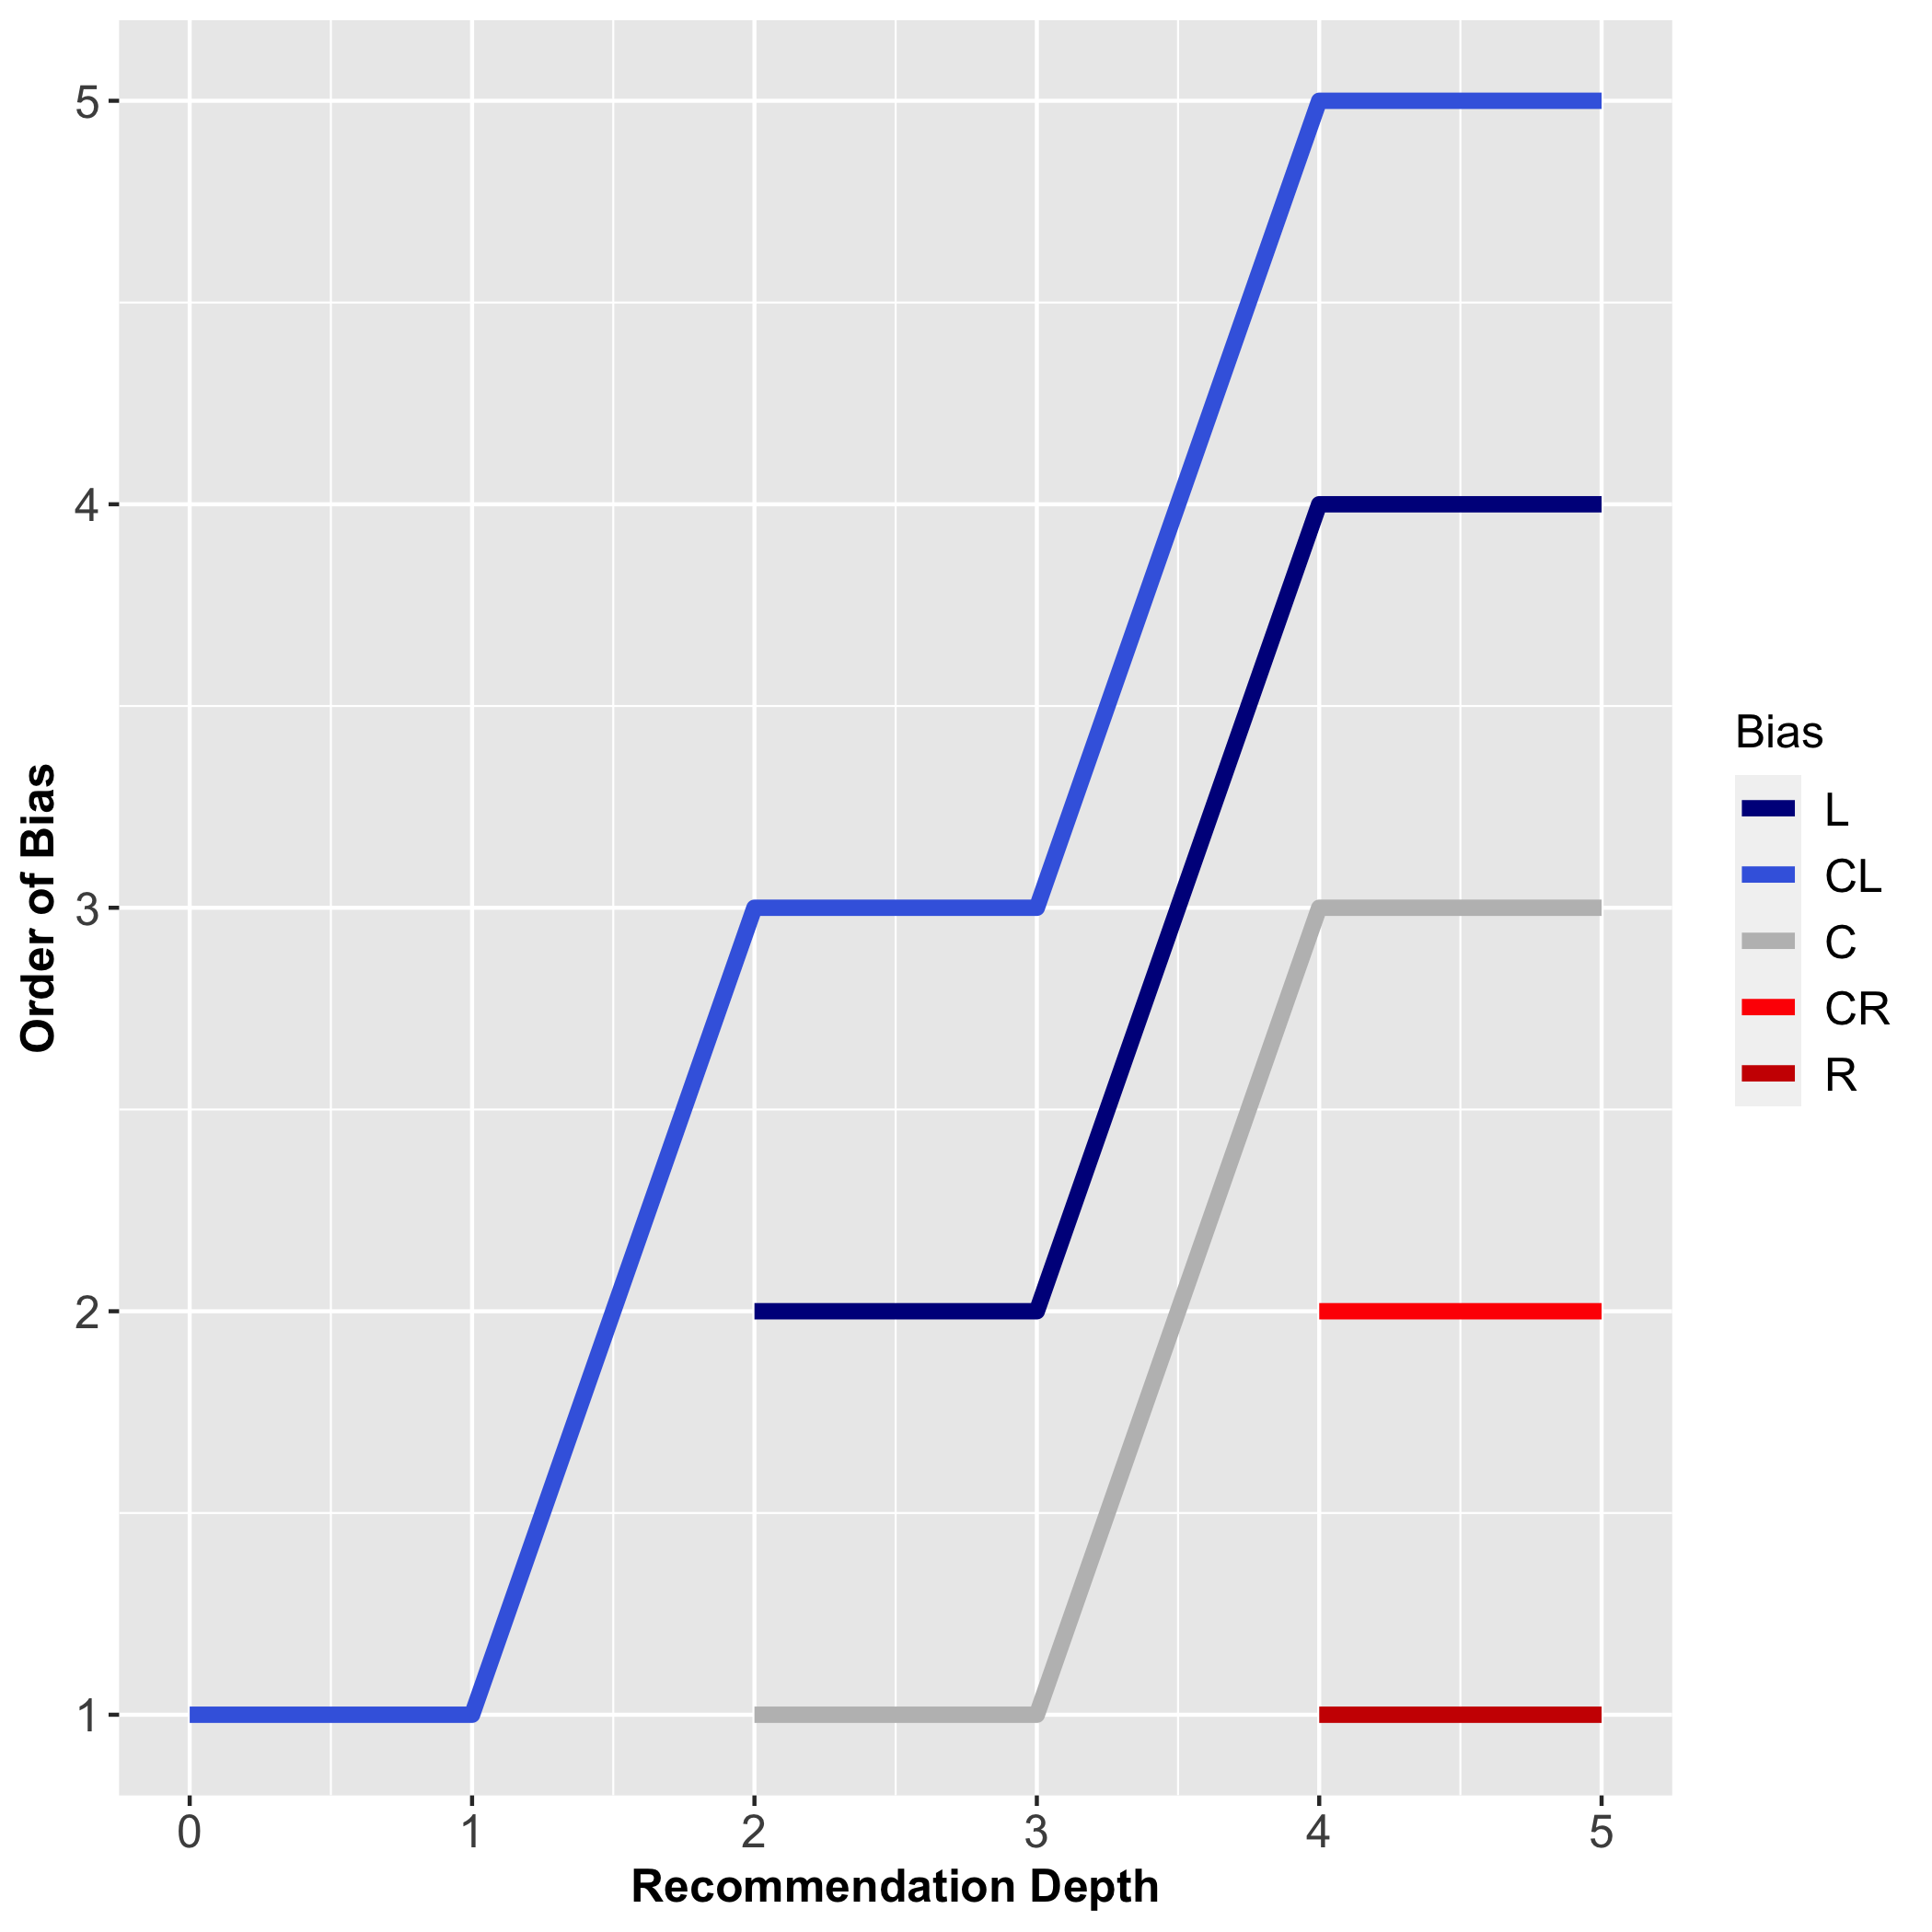 5
4
3
2
1
Order of Bias
0 1 2 3 4 5
Recommendation Depth
Bias
L
CL
C
CR
R